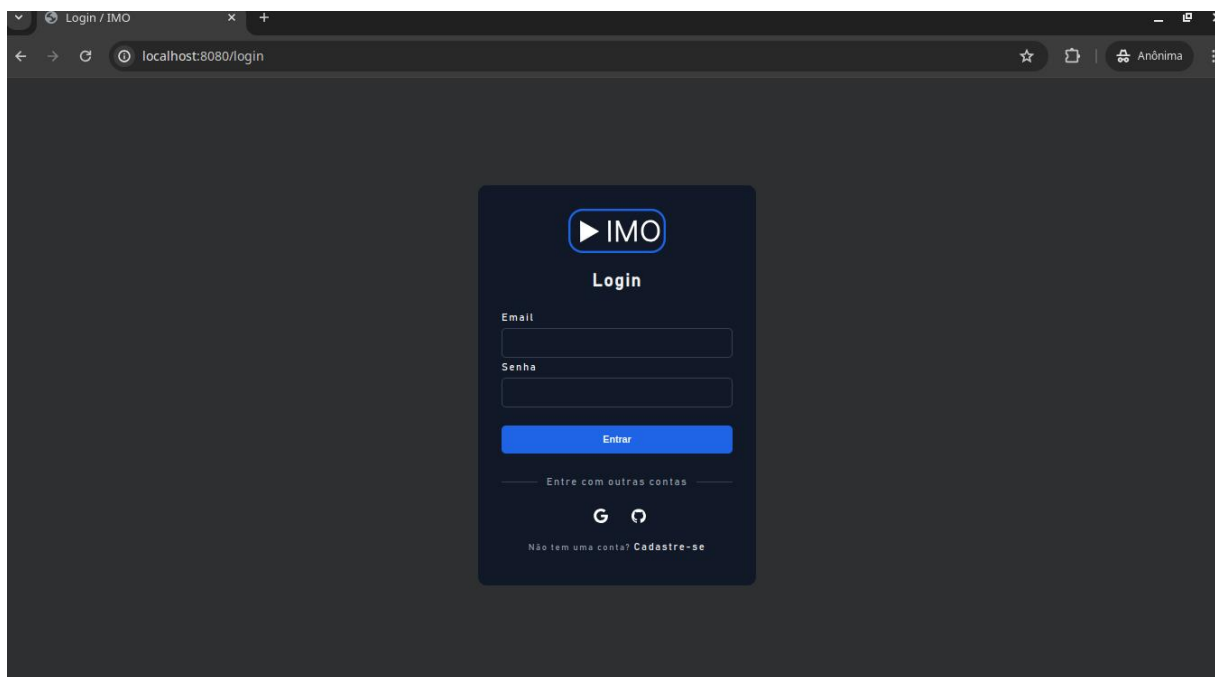 Login / IMO
localhost:8080/login
Anônima
IMO
Login
Email
Senha
Entrar
Entre com outras contas
G
Não tem uma conta? Cadastre-se